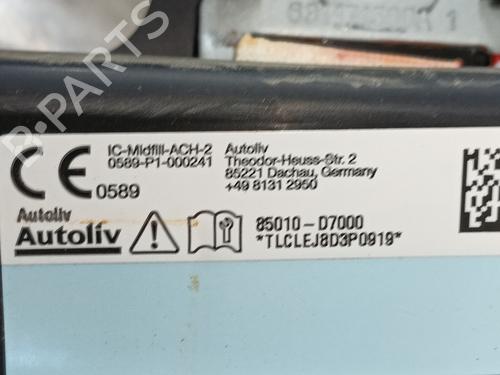 B-PARTS
CE 0589
IC-Midfill-ACH-2
0589-P1-000241
Autoliv
Theodor-Heuss-Str. 2
85221 Dachau, Germany
+49 8131 2950
Autoliv
Autoliv
85010-D7000
*TLCLEJ8D3P0919*